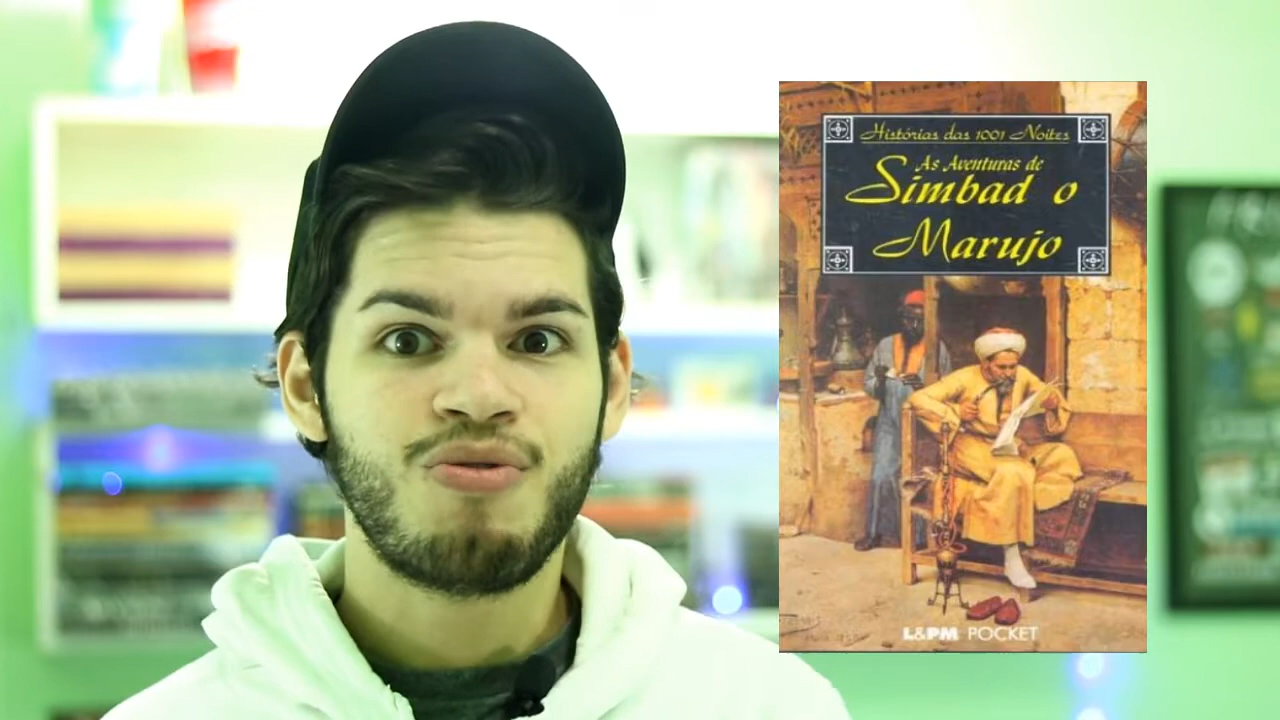 Histórias das 1001 Noites
As Aventuras de
Simbad o
Marujo
L&PM POCKET